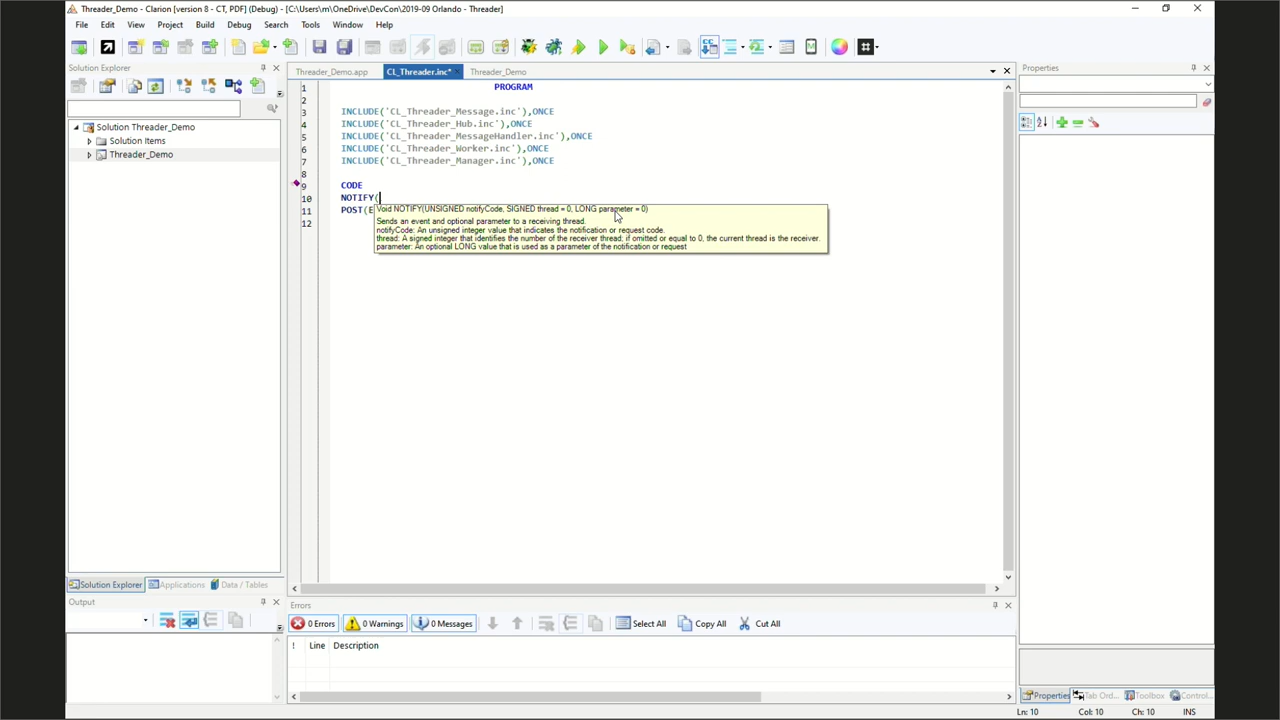 Threader_Demo - Clarion [version 8 - CT, PDF] (Debug) - [C:\Users\m\OneDrive\DevCon\2019-09 Orlando - Threader]
File Edit View Project Build Debug Search Tools Window Help
Solution Explorer
Solution Threader_Demo
Solution Items
Threader_Demo
Solution Explorer Applications Data / Tables
Output
Threader_Demo.app CL_Threader.inc* Threader_Demo
1 PROGRAM
2
3 INCLUDE('CL_Threader_Message.inc'),ONCE
4 INCLUDE('CL_Threader_Hub.inc'),ONCE
5 INCLUDE('CL_Threader_MessageHandler.inc'),ONCE
6 INCLUDE('CL_Threader_Worker.inc'),ONCE
7 INCLUDE('CL_Threader_Manager.inc'),ONCE
8
9 CODE
10 NOTIFY(
11 POST(E
12
Void NOTIFY(UNSIGNED notifyCode, SIGNED thread = 0, LONG parameter = 0)
Sends an event and optional parameter to a receiving thread.
notifyCode: An unsigned integer value that indicates the notification or request code.
thread: A signed integer that identifies the number of the receiver thread; if omitted or equal to 0, the current thread is the receiver.
parameter: An optional LONG value that is used as a parameter of the notification or request
Errors
0 Errors 0 Warnings 0 Messages Select All Copy All Cut All
! Line Description
Properties
Properties Tab Ord... Toolbox Control...
Ln: 10 Col: 10 Ch: 10 INS